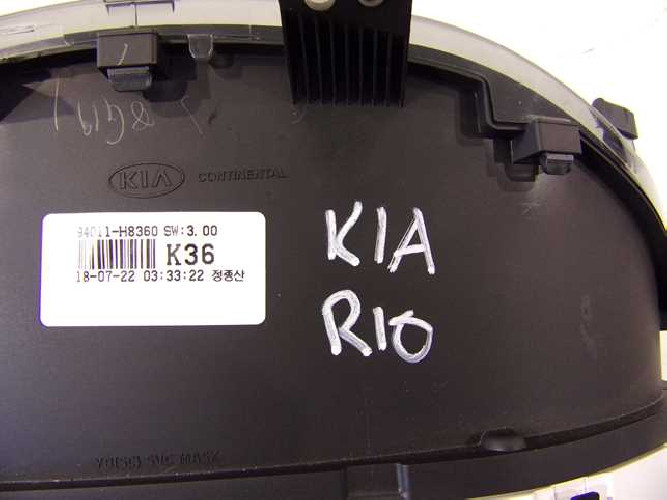 KIA CONTINENTAL
94011-H8360 SW:3.00
K36
18-07-22 03:33:22 정종산
KIA
RIO